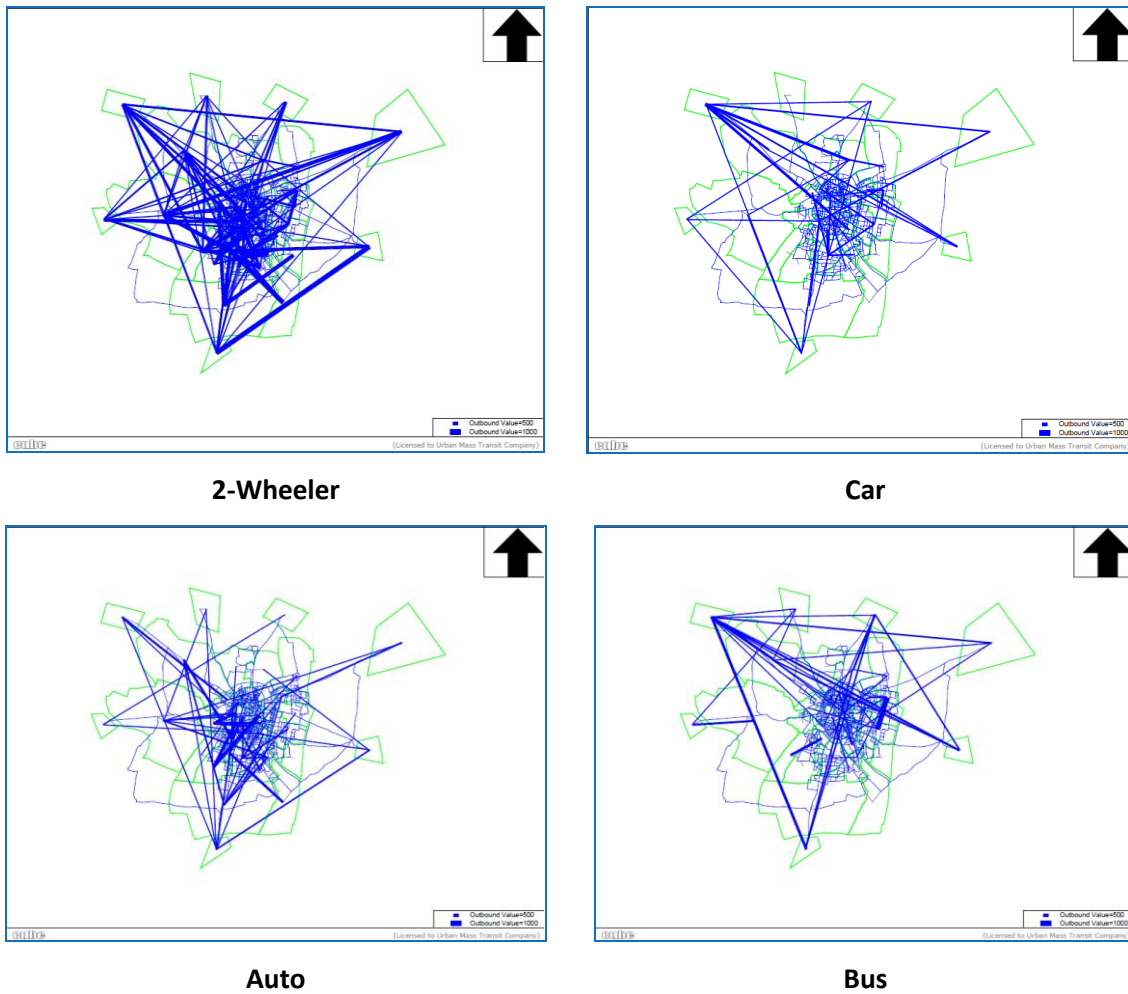 Outbound Value=500
Outbound Value=1000
cube
(Licensed to Urban Mass Transit Company)
Outbound Value=500
Outbound Value=1000
cube
(Licensed to Urban Mass Transit Company)
2-Wheeler
Car
Outbound Value=500
Outbound Value=1000
cube
(Licensed to Urban Mass Transit Company)
Outbound Value=500
Outbound Value=1000
cube
(Licensed to Urban Mass Transit Company)
Auto
Bus